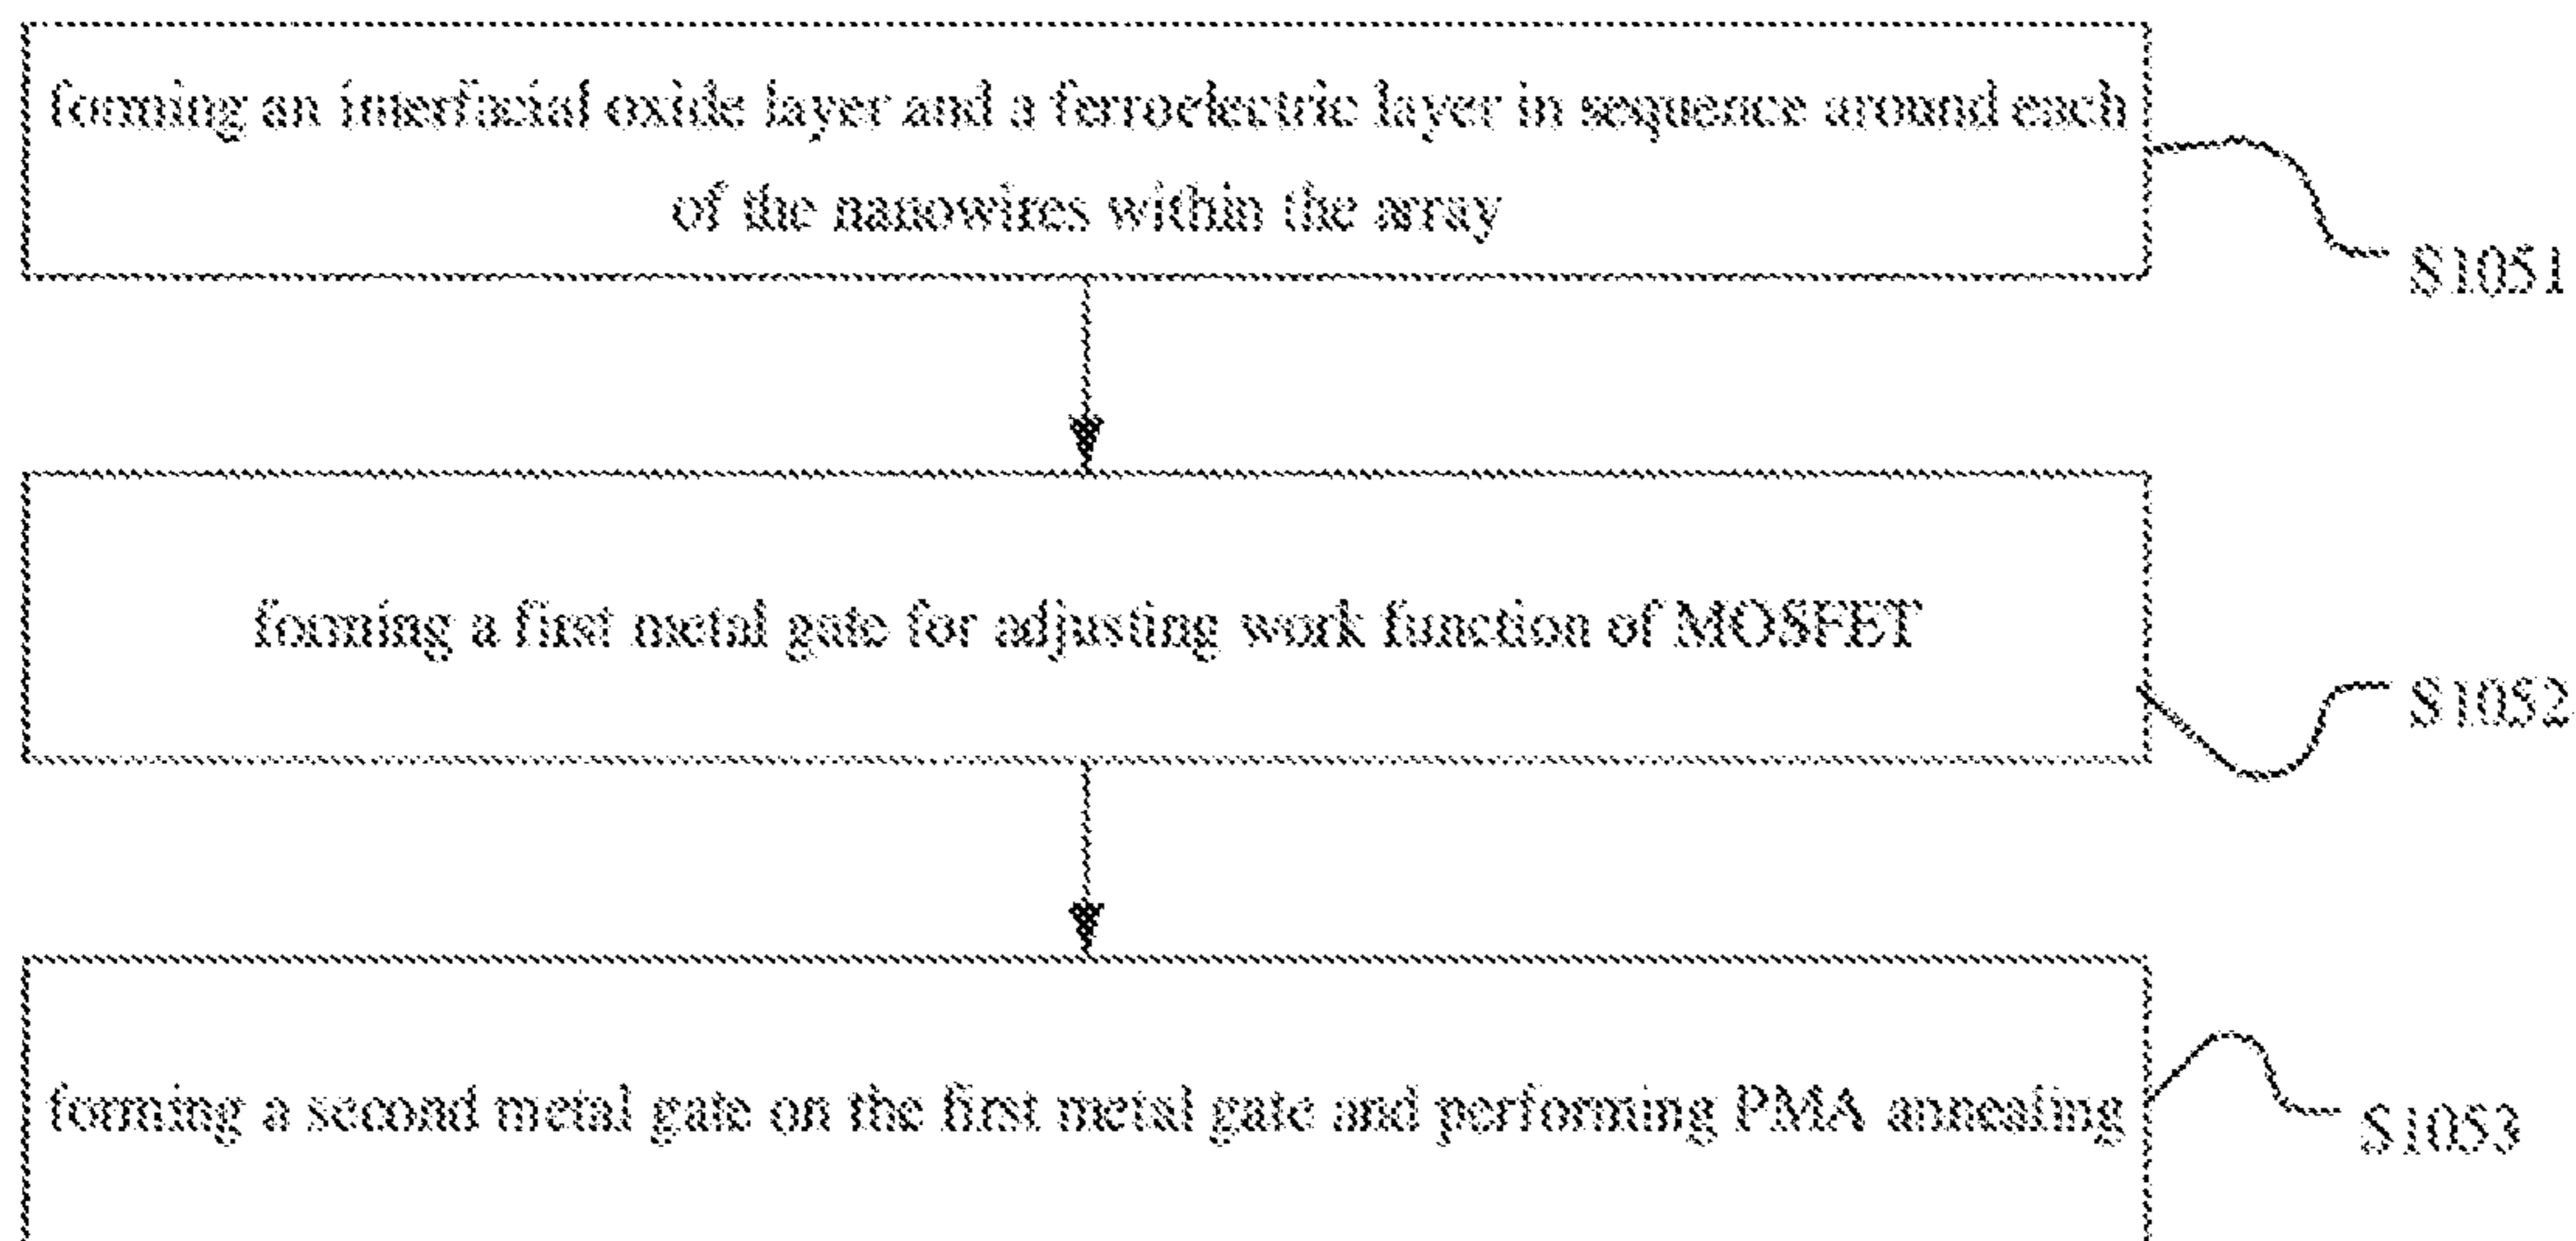 forming an interfacial oxide layer and a ferroelectric layer in sequence around each
of the nanowires within the array
S1051
forming a first metal gate for adjusting work function of MOSFET
S1052
forming a second metal gate on the first metal gate and performing PMA annealing
S1053